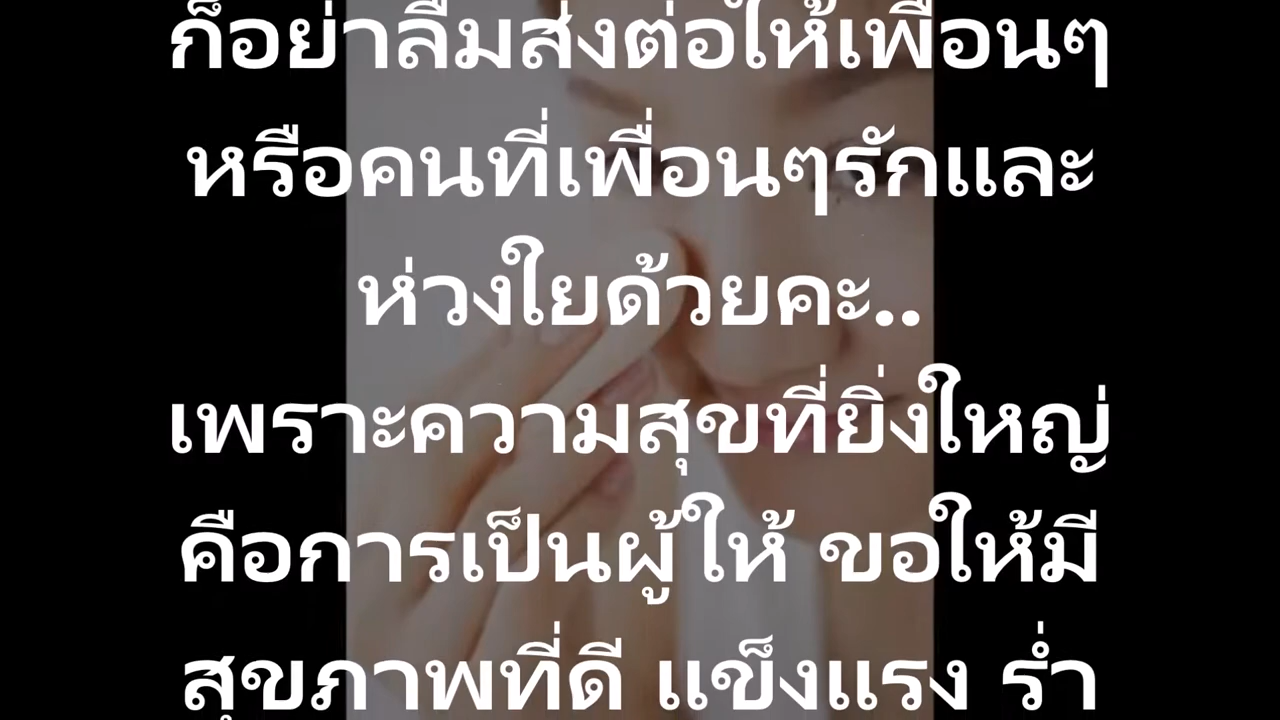 ก็อย่าลืมส่งต่อให้เพื่อนๆ
หรือคนที่เพื่อนๆรักและ
ห่วงใยด้วยคะ..
เพราะความสุขที่ยิ่งใหญ่
คือการเป็นผู้ให้ ขอให้มี
สุขภาพที่ดี แข็งแรง ร่ำ